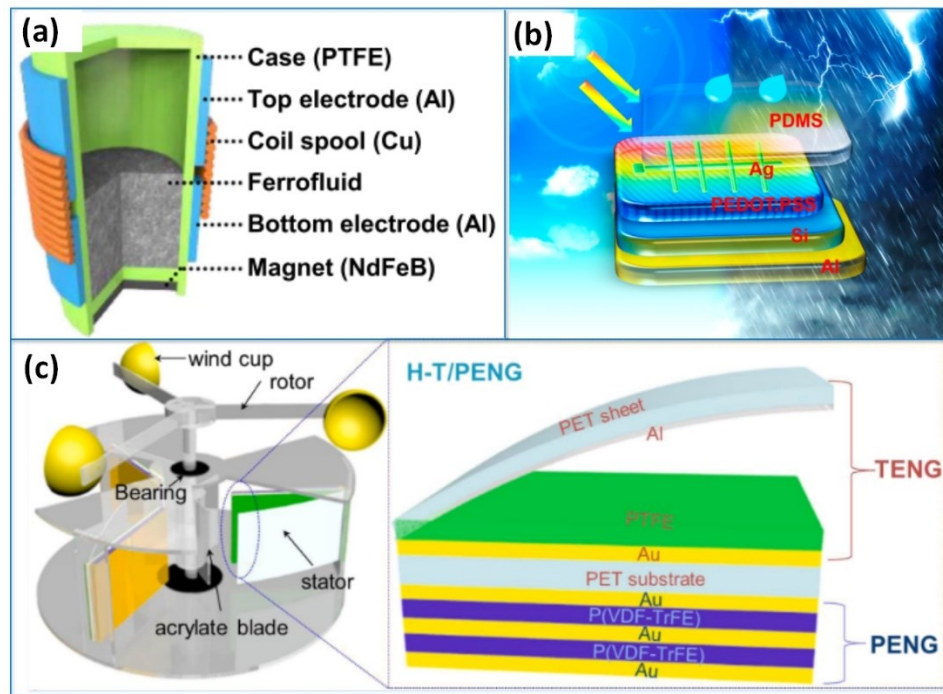 (a)
Case (PTFE)
Top electrode (Al)
Coil spool (Cu)
Ferrofluid
Bottom electrode (Al)
Magnet (NdFeB)
(b)
PDMS
Ag
PEDOT:PSS
Si
Al
(c)
wind cup
rotor
Bearing
stator
acrylate blade
H-T/PENG
PET sheet
Al
TENG
PTFE
Au
PET substrate
Au
P(VDF-TrFE)
Au
P(VDF-TrFE)
Au
PENG